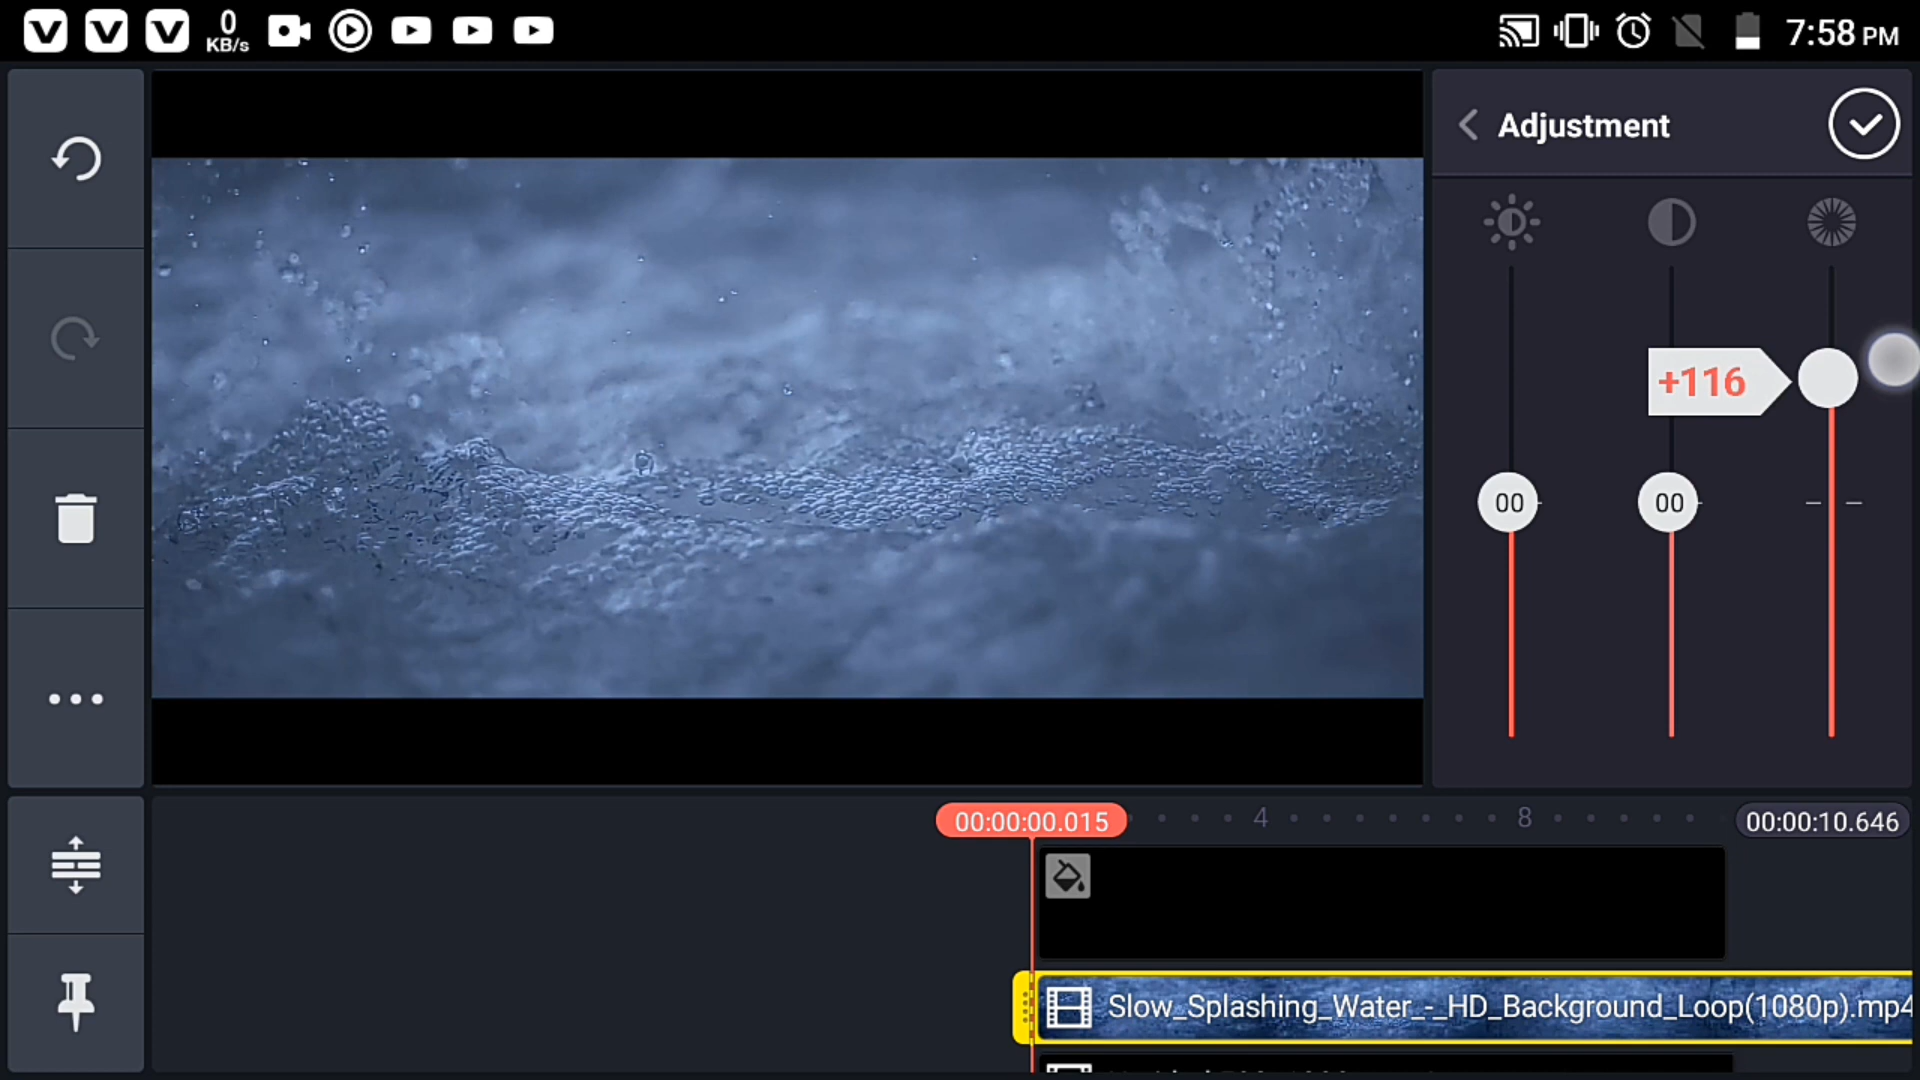 0
KB/s
7:58 PM
Adjustment
+116
00
00
00:00:00.015
4
8
00:00:10.646
Slow_Splashing_Water_-_HD_Background_Loop(1080p).mp4